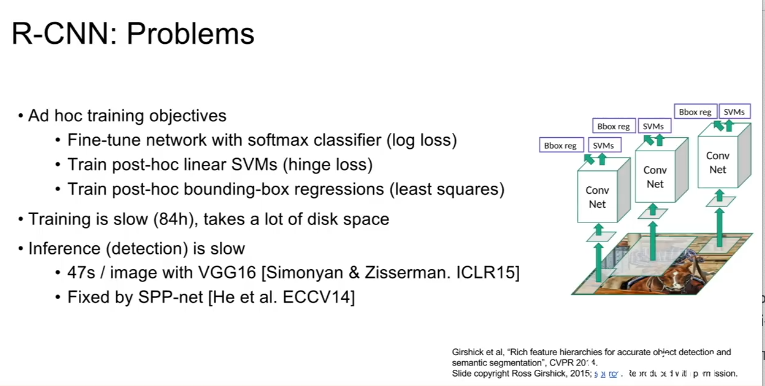 R-CNN: Problems
• Ad hoc training objectives
• Fine-tune network with softmax classifier (log loss)
• Train post-hoc linear SVMs (hinge loss)
• Train post-hoc bounding-box regressions (least squares)
• Training is slow (84h), takes a lot of disk space
• Inference (detection) is slow
• 47s / image with VGG16 [Simonyan & Zisserman. ICLR15]
• Fixed by SPP-net [He et al. ECCV14]
Bbox reg SVMs
Bbox reg SVMs
Bbox reg SVMs
Conv
Net
Conv
Net
Conv
Net
Girshick et al, "Rich feature hierarchies for accurate object detection and
semantic segmentation", CVPR
Slide copyright Ross Girshick, 2015;